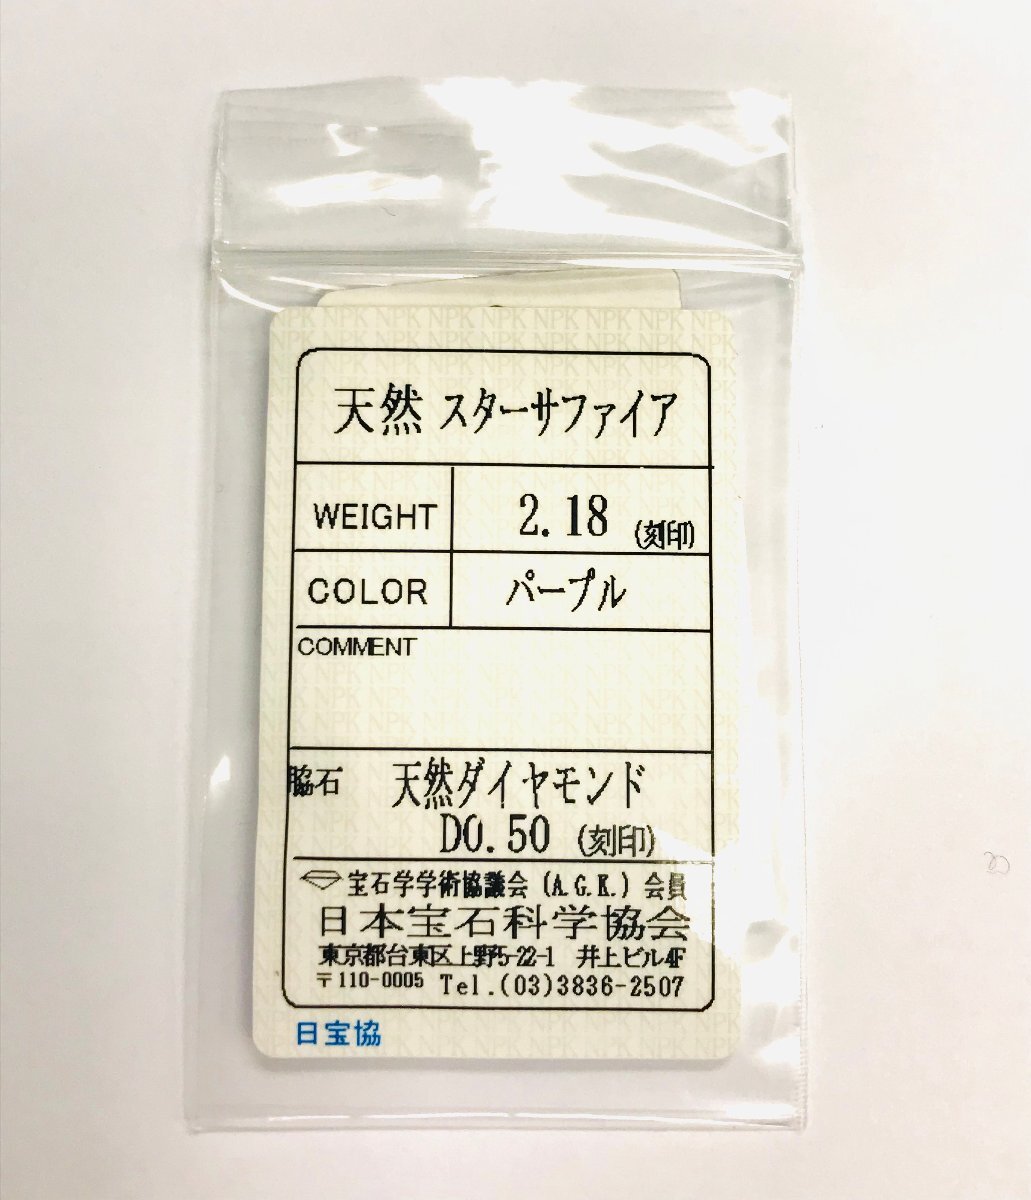 天然 スターサファイア
WEIGHT 2.18 (刻印)
COLOR パープル
COMMENT
脇石 天然ダイヤモンド
D0.50 (刻印)
宝石学学術協議会 (A.G.K.) 会員
日本宝石科学協会
東京都台東区上野5-22-1 井上ビル4F
〒110-0005 Tel.(03)3836-2507
日宝協